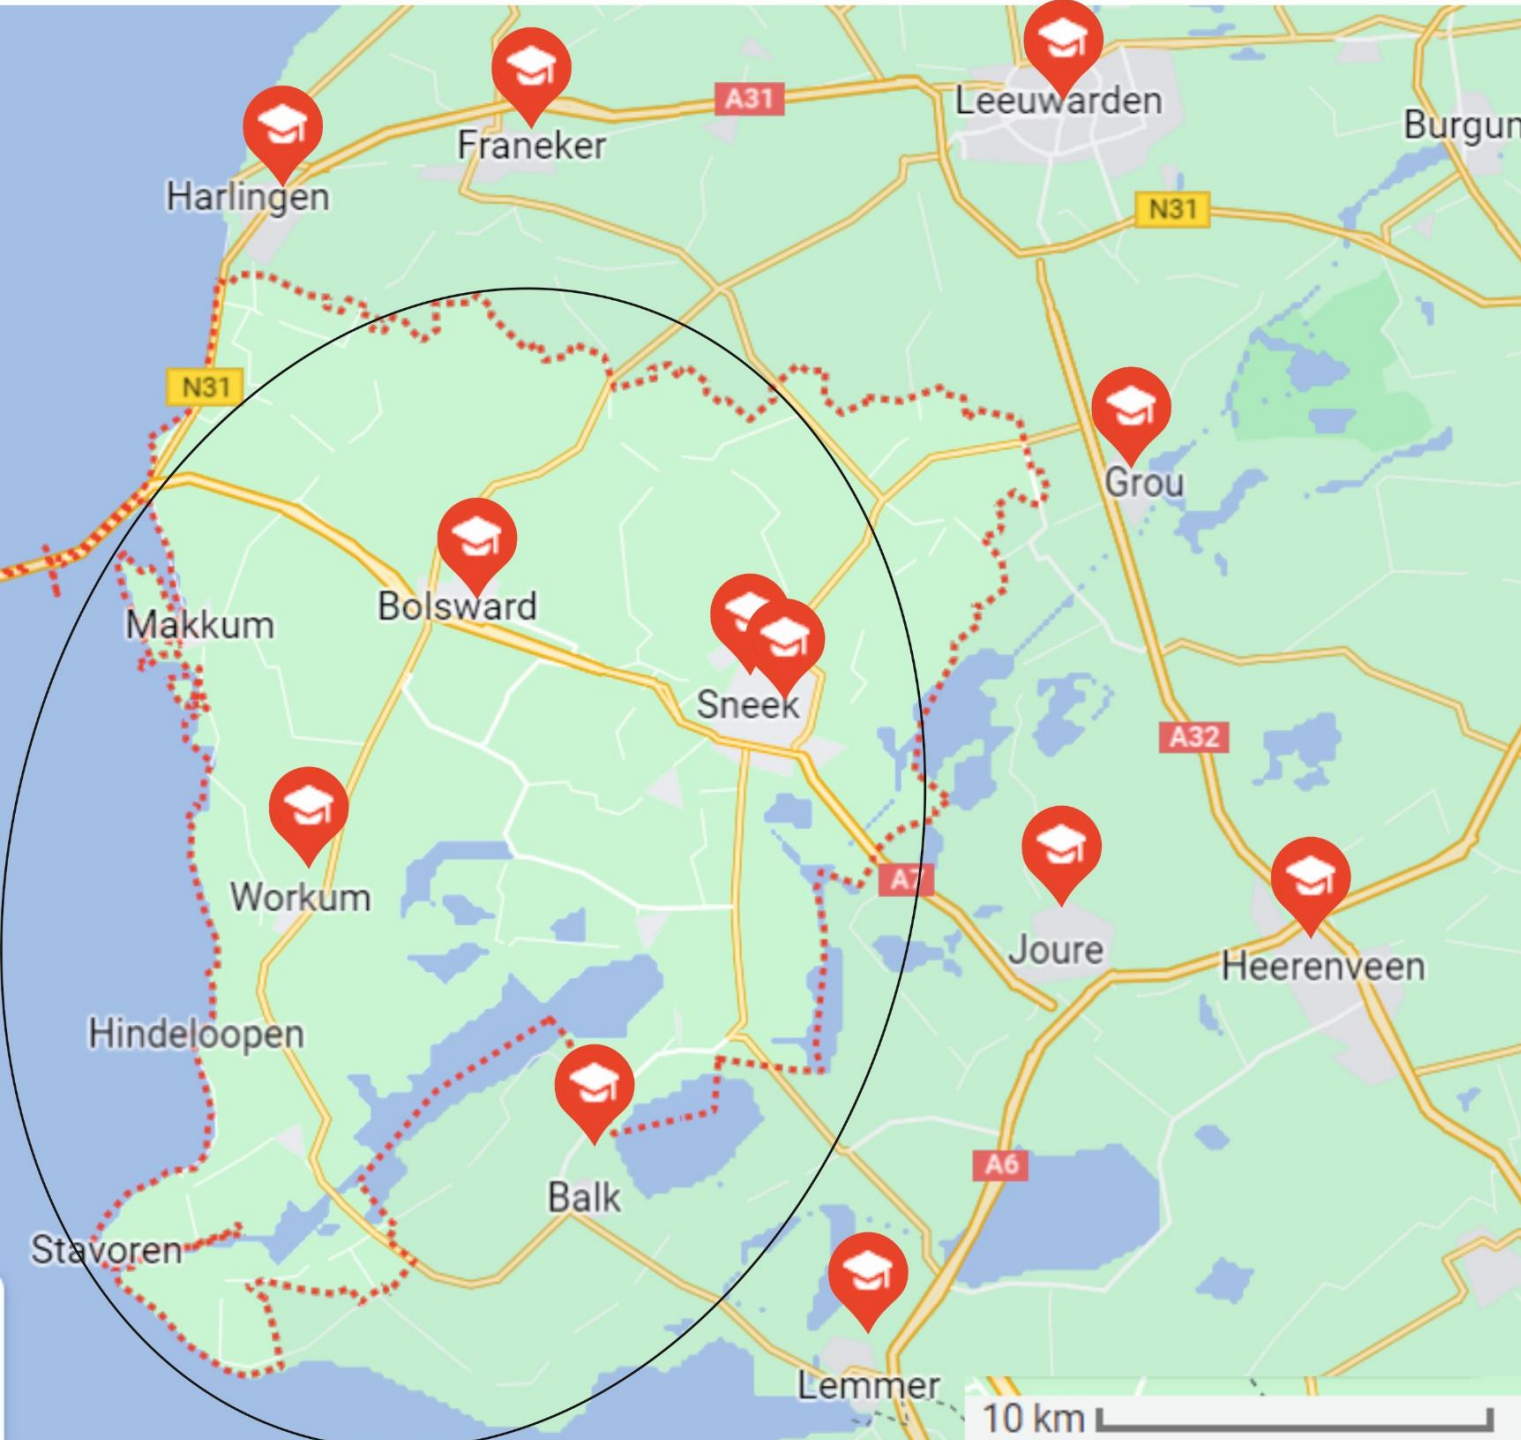 A31
Leeuwarden
Burgum
Franeker
Harlingen
N31
N31
Grou
Bolsward
Makkum
Sneek
A32
A7
Workum
Joure
Heerenveen
Hindeloopen
A6
Balk
Stavoren
Lemmer
10 km